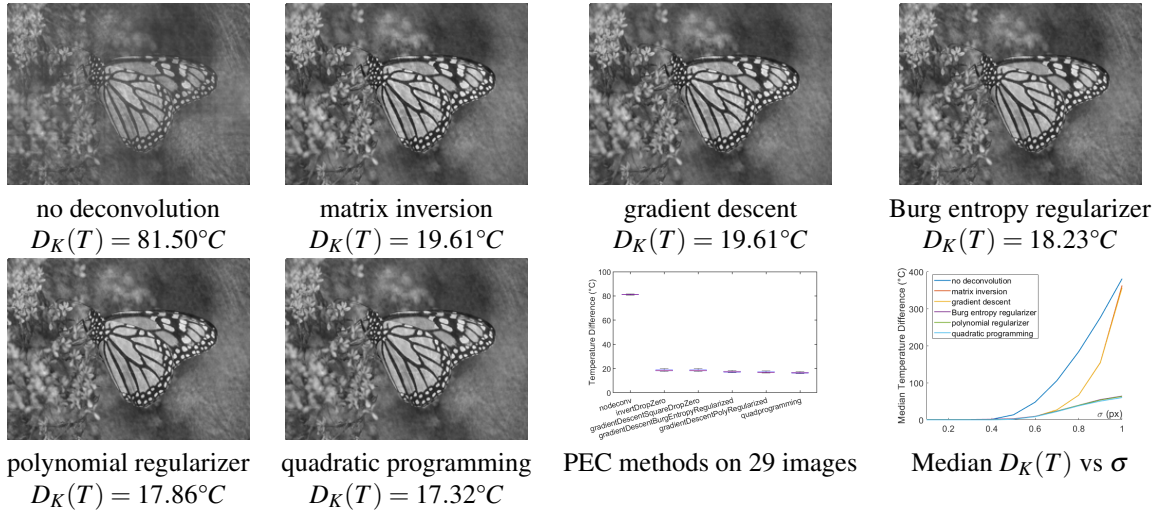 no deconvolution
D_K(T) = 81.50°C
matrix inversion
D_K(T) = 19.61°C
gradient descent
D_K(T) = 19.61°C
Burg entropy regularizer
D_K(T) = 18.23°C
polynomial regularizer
D_K(T) = 17.86°C
quadratic programming
D_K(T) = 17.32°C
Temperature Difference (°C)
100
80
60
40
20
0
nodeconv
invertDropZero
gradientDescentSquareDropZero
gradientDescentBurgEntropyRegularized
gradientDescentPolyRegularized
quadprogramming
PEC methods on 29 images
Median Temperature Difference (°C)
400
300
200
100
0
no deconvolution
matrix inversion
gradient descent
Burg entropy regularizer
polynomial regularizer
quadratic programming
σ (px)
0.2 0.4 0.6 0.8 1
Median D_K(T) vs σ